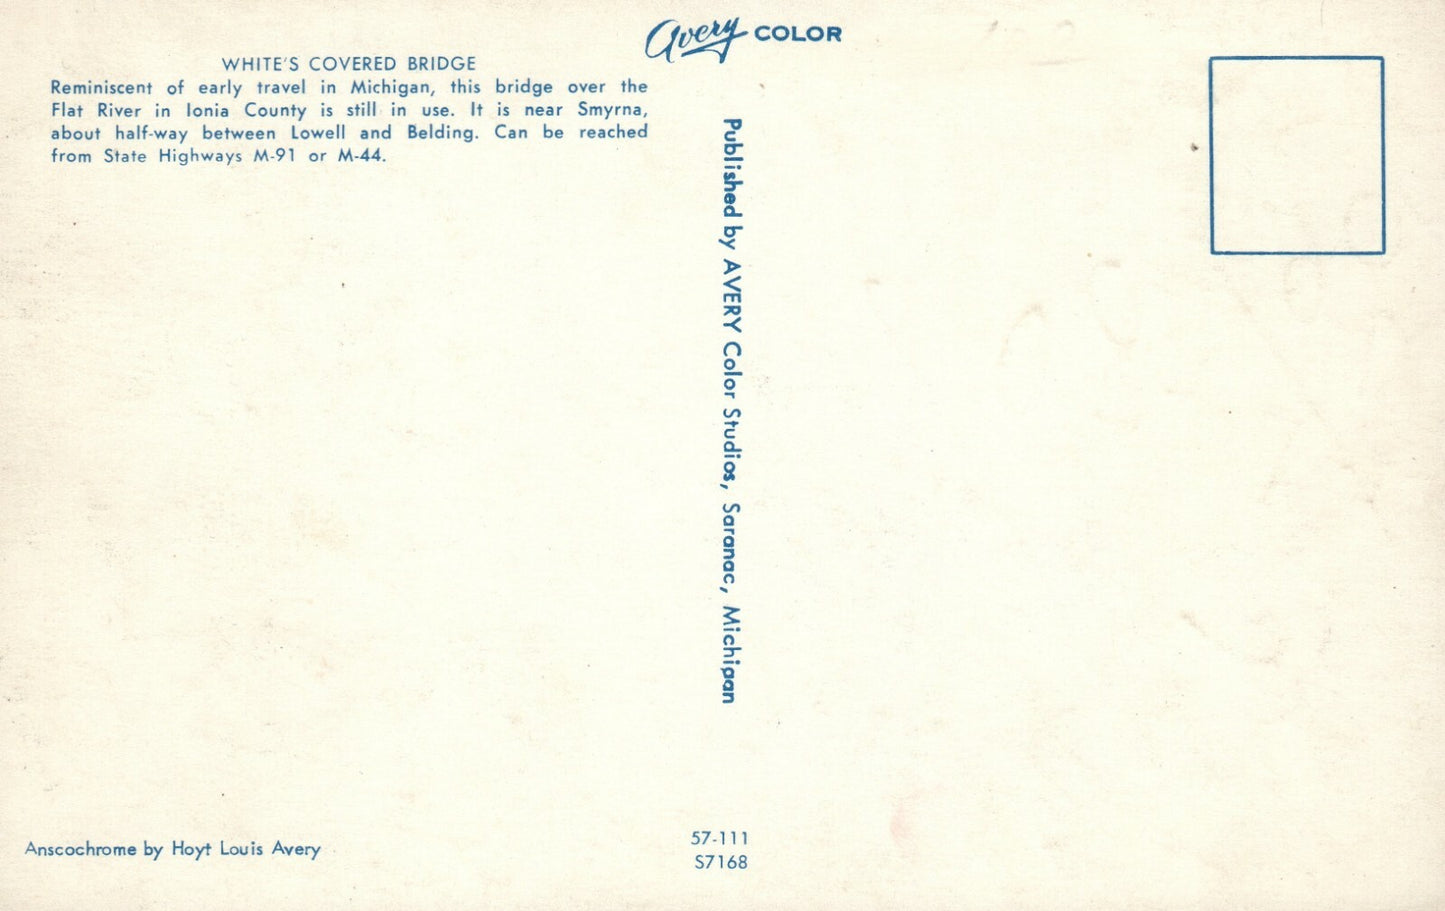 Avery COLOR
WHITE'S COVERED BRIDGE
Reminiscent of early travel in Michigan, this bridge over the
Flat River in Ionia County is still in use. It is near Smyrna,
about half-way between Lowell and Belding. Can be reached
from State Highways M-91 or M-44.
Published by AVERY Color Studios, Saranac, Michigan
Anscochrome by Hoyt Louis Avery
57-111
S7168